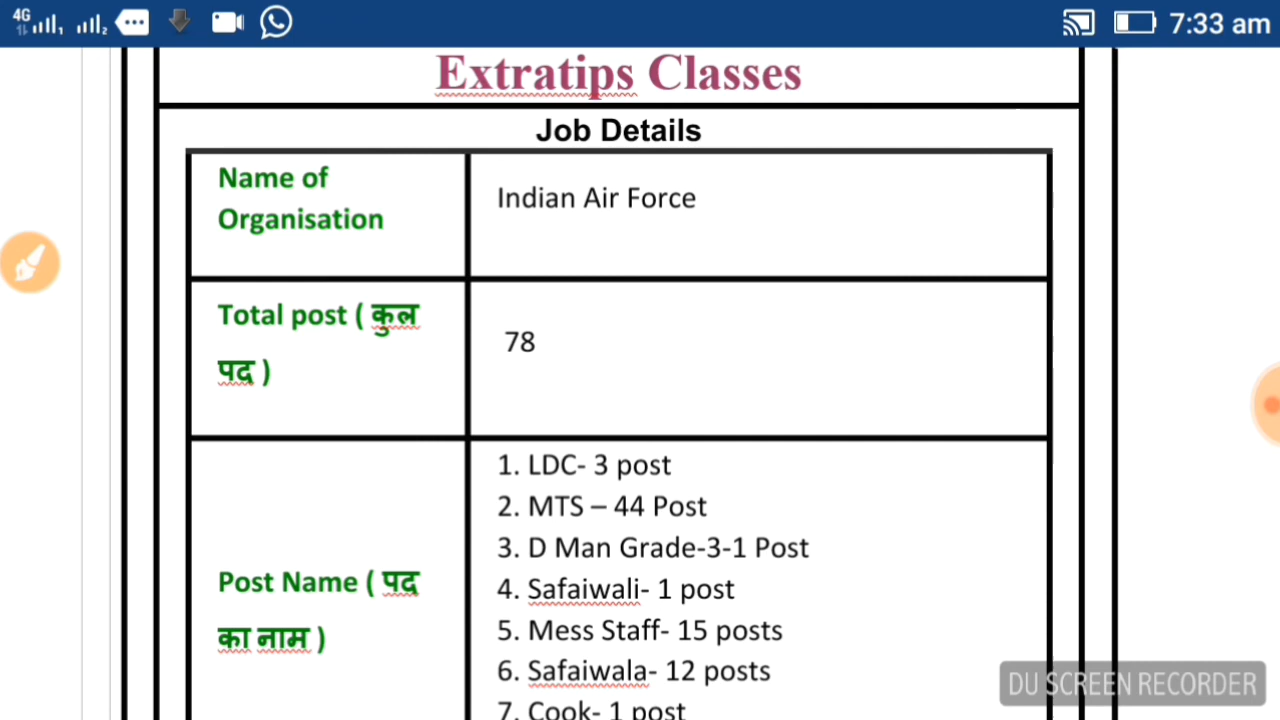 4G 1 2 7:33 am
Extratips Classes
Job Details
Name of
Organisation
Indian Air Force
Total post ( कुल
पद )
78
Post Name ( पद
का नाम )
1. LDC- 3 post
2. MTS – 44 Post
3. D Man Grade-3-1 Post
4. Safaiwali- 1 post
5. Mess Staff- 15 posts
6. Safaiwala- 12 posts
7. Cook- 1 post
DU SCREEN RECORDER